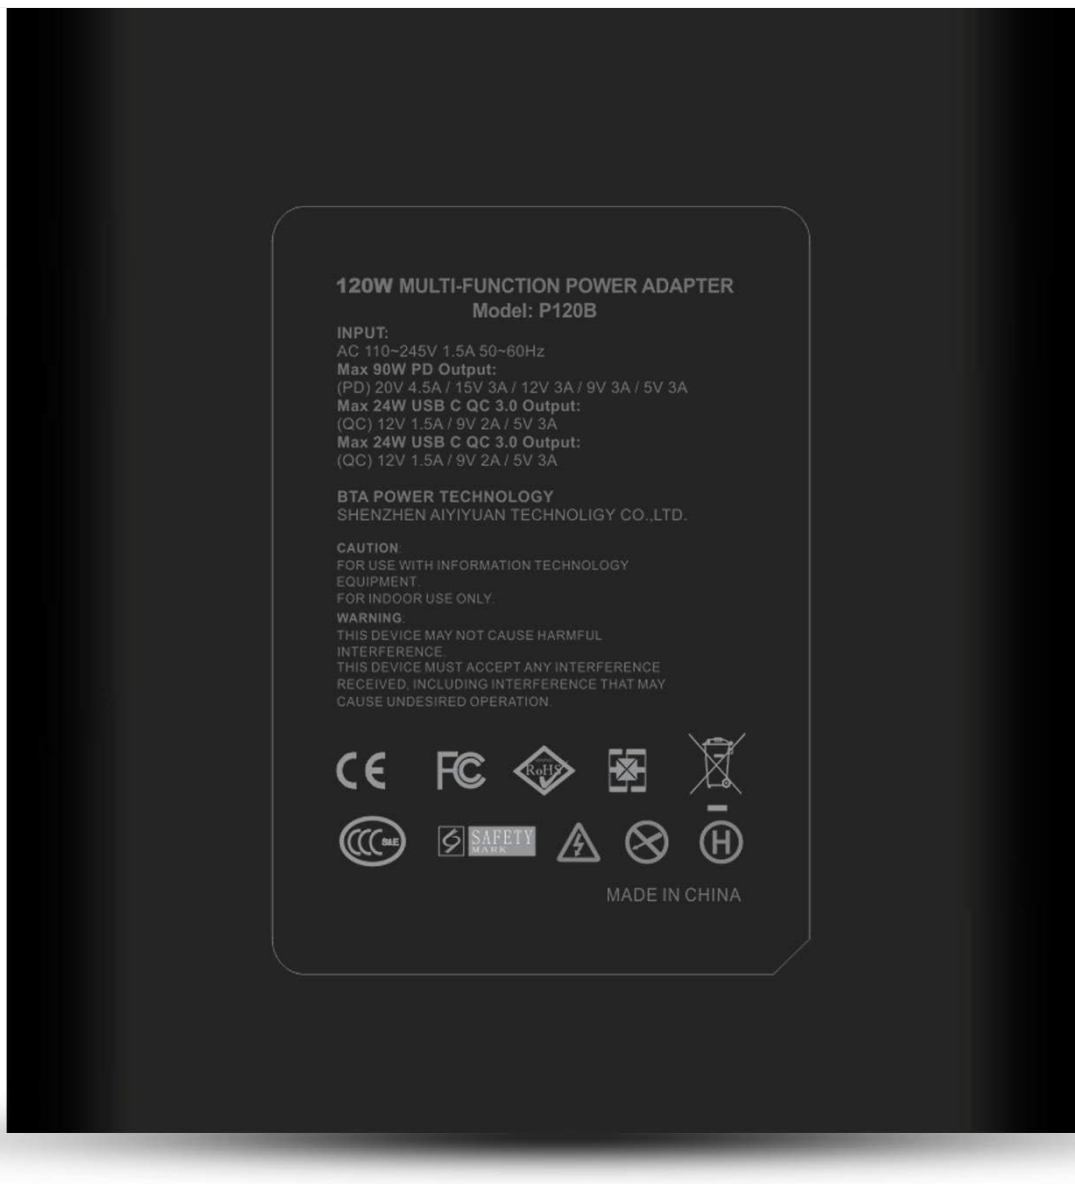 120W MULTI-FUNCTION POWER ADAPTER
Model: P120B
INPUT:
AC 110~245V 1.5A 50~60Hz
Max 90W PD Output:
(PD) 20V 4.5A / 15V 3A / 12V 3A / 9V 3A / 5V 3A
Max 24W USB C QC 3.0 Output:
(QC) 12V 1.5A / 9V 2A / 5V 3A
Max 24W USB C QC 3.0 Output:
(QC) 12V 1.5A / 9V 2A / 5V 3A
BTA POWER TECHNOLOGY
SHENZHEN AIYIYUAN TECHNOLIGY CO.,LTD.
CAUTION:
FOR USE WITH INFORMATION TECHNOLOGY
EQUIPMENT.
FOR INDOOR USE ONLY.
WARNING:
THIS DEVICE MAY NOT CAUSE HARMFUL
INTERFERENCE.
THIS DEVICE MUST ACCEPT ANY INTERFERENCE
RECEIVED, INCLUDING INTERFERENCE THAT MAY
CAUSE UNDESIRED OPERATION.
CE FC RoHS
CCC S&E S SAFETY MARK H
MADE IN CHINA